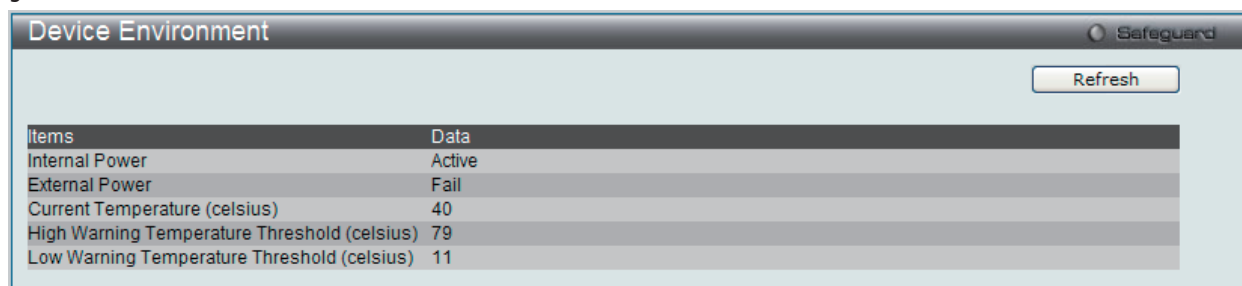 Device Environment Safeguard
Refresh
Items Data
Internal Power Active
External Power Fail
Current Temperature (celsius) 40
High Warning Temperature Threshold (celsius) 79
Low Warning Temperature Threshold (celsius) 11